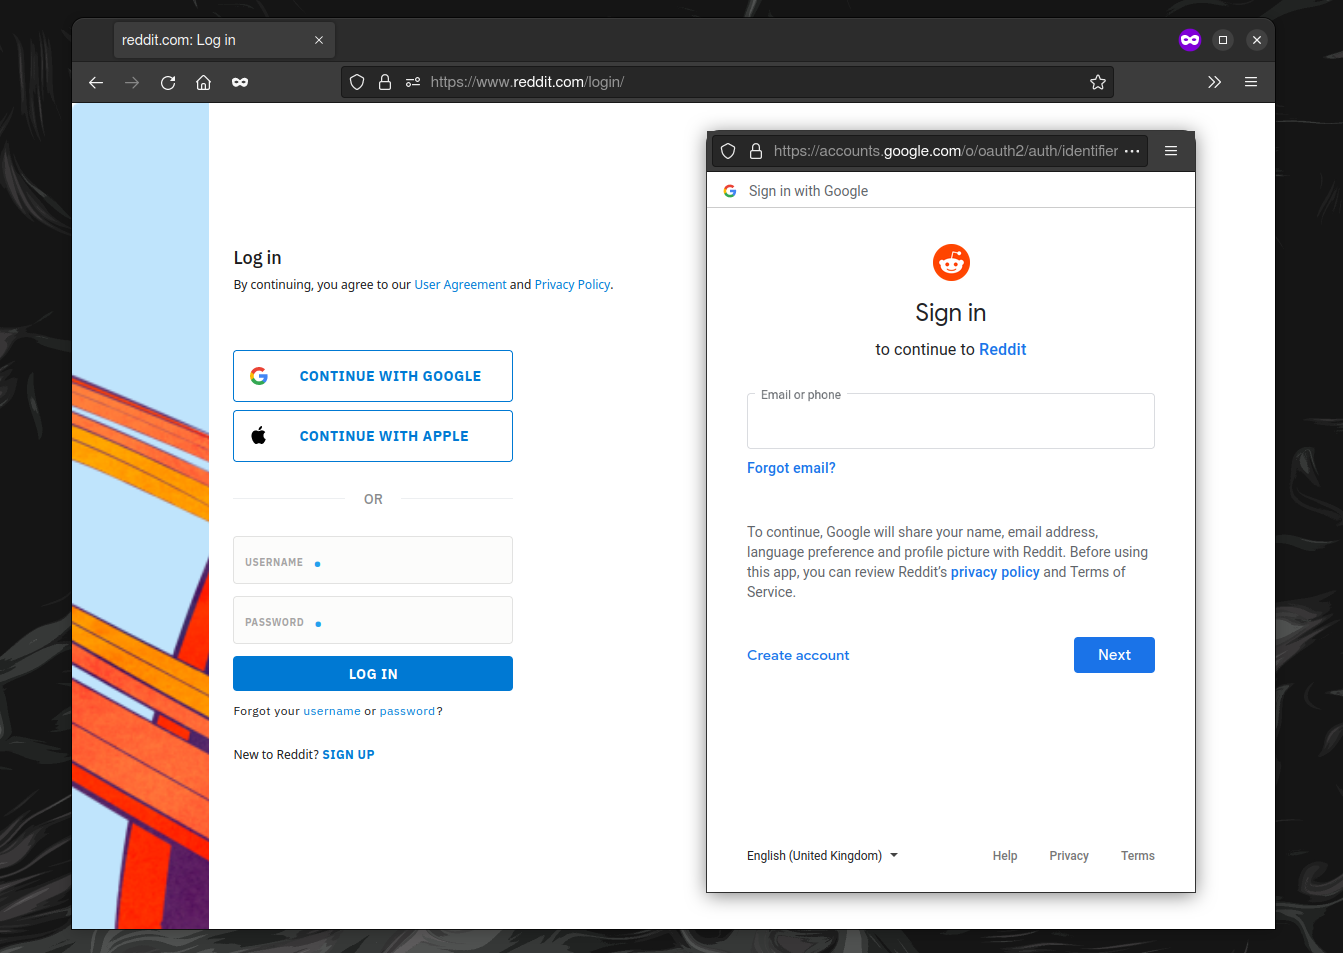 reddit.com: Log in
https://www.reddit.com/login/
Log in
By continuing, you agree to our User Agreement and Privacy Policy.
CONTINUE WITH GOOGLE
CONTINUE WITH APPLE
OR
USERNAME
PASSWORD
LOG IN
Forgot your username or password?
New to Reddit? SIGN UP
https://accounts.google.com/o/oauth2/auth/identifier
Sign in with Google
Sign in
to continue to Reddit
Email or phone
Forgot email?
To continue, Google will share your name, email address,
language preference and profile picture with Reddit. Before using
this app, you can review Reddit’s privacy policy and Terms of
Service.
Create account
Next
English (United Kingdom)
Help Privacy Terms